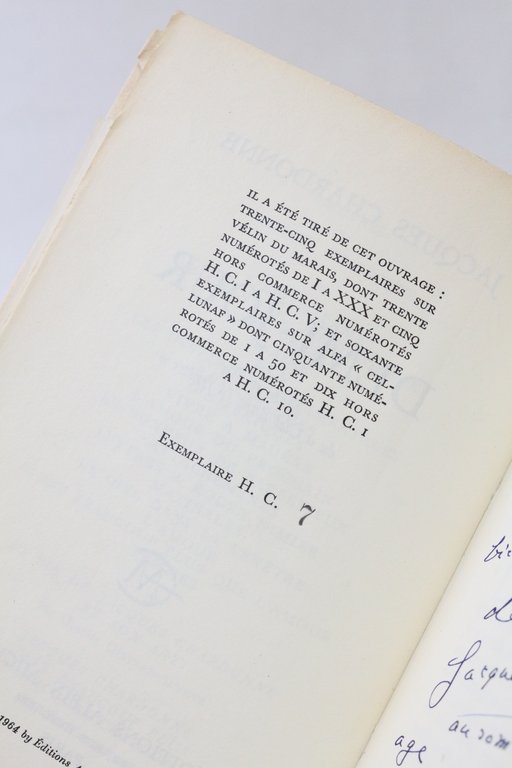 IL A ÉTÉ TIRÉ DE CET OUVRAGE :
TRENTE-CINQ EXEMPLAIRES SUR
VÉLIN DU MARAIS, DONT TRENTE
NUMÉROTÉS DE I A XXX ET CINQ
HORS COMMERCE NUMÉROTÉS
H. C. I A H. C. V; ET SOIXANTE
EXEMPLAIRES SUR ALFA « CEL-
LUNAF » DONT CINQUANTE NUMÉ-
ROTÉS DE 1 A 50 ET DIX HORS
COMMERCE NUMÉROTÉS H. C. 1
A H. C. 10.
EXEMPLAIRE H. C. 7
1964 by Éditions
age